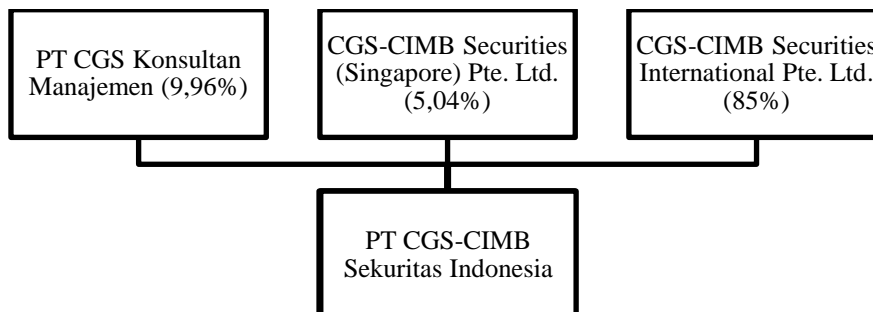 PT CGS Konsultan
Manajemen (9,96%)
CGS-CIMB Securities
(Singapore) Pte. Ltd.
(5,04%)
CGS-CIMB Securities
International Pte. Ltd.
(85%)
PT CGS-CIMB
Sekuritas Indonesia